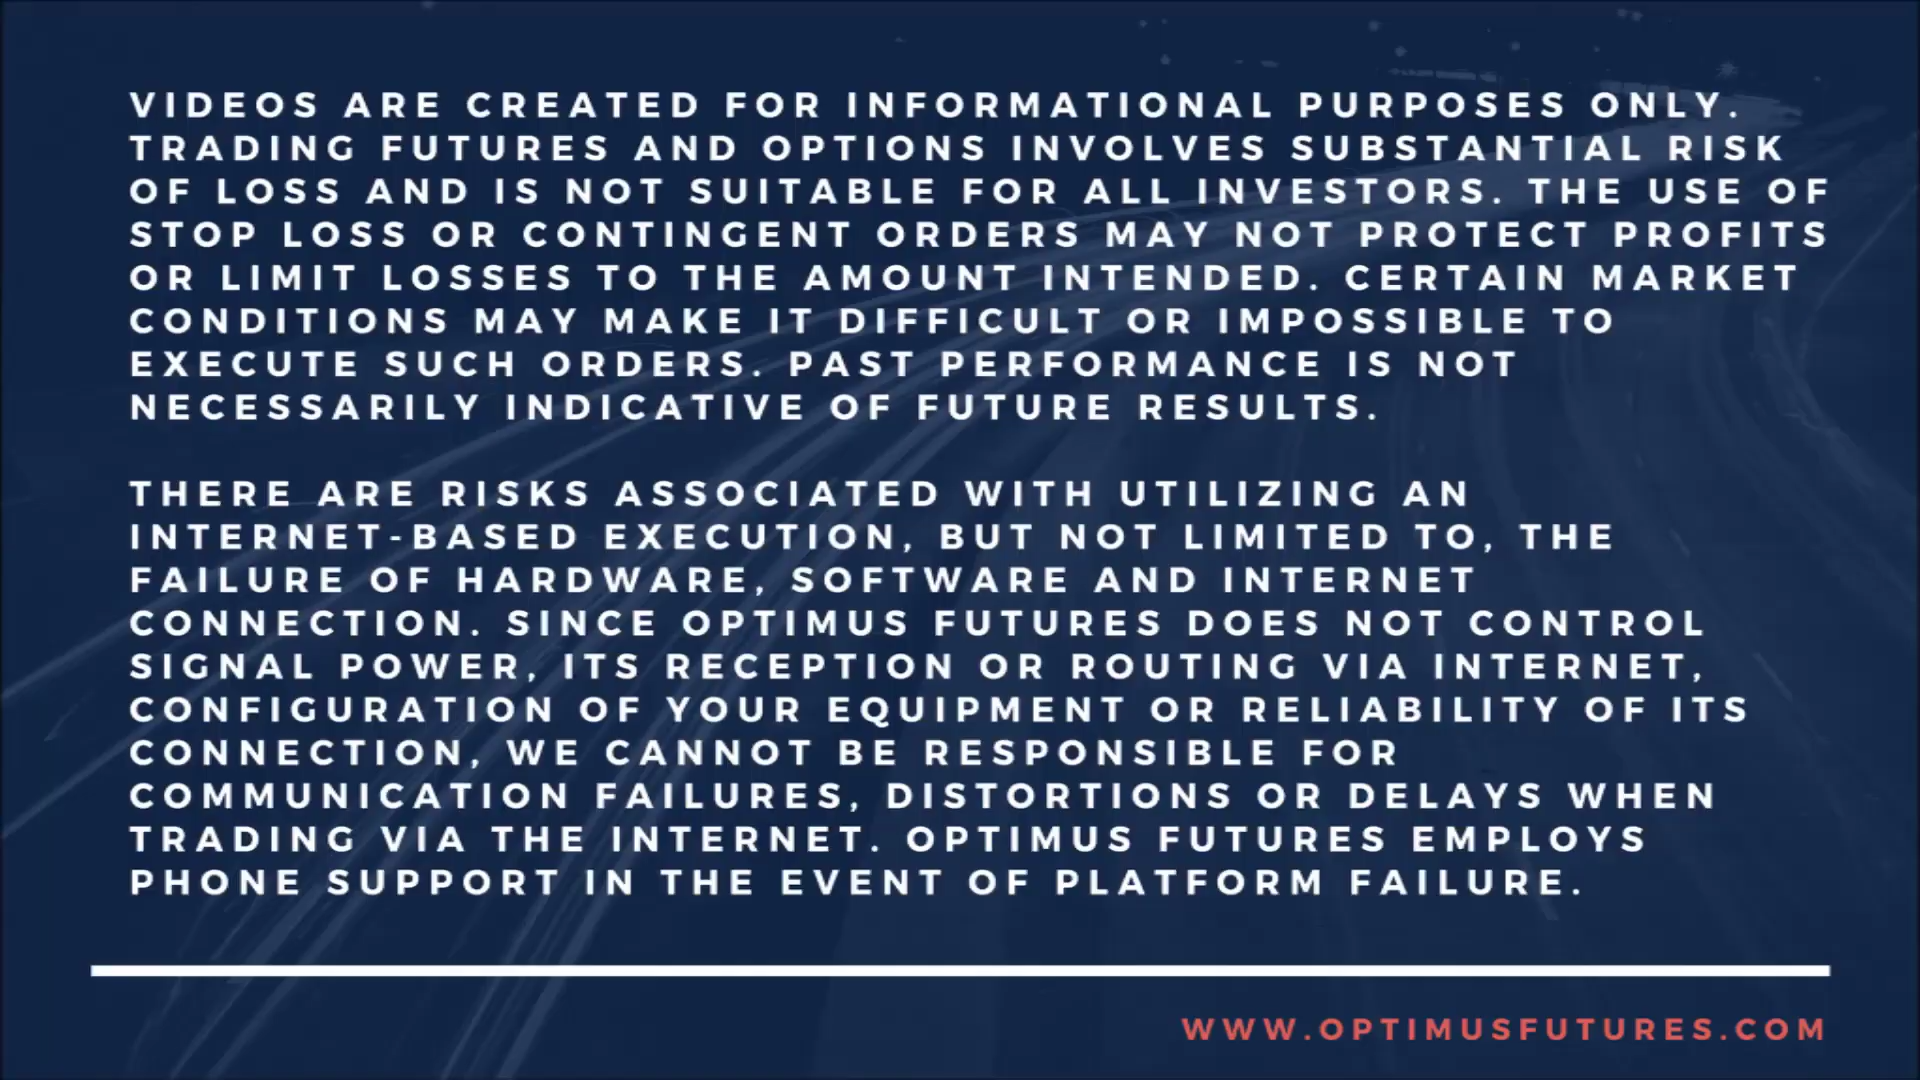 VIDEOS ARE CREATED FOR INFORMATIONAL PURPOSES ONLY.
TRADING FUTURES AND OPTIONS INVOLVES SUBSTANTIAL RISK
OF LOSS AND IS NOT SUITABLE FOR ALL INVESTORS. THE USE OF
STOP LOSS OR CONTINGENT ORDERS MAY NOT PROTECT PROFITS
OR LIMIT LOSSES TO THE AMOUNT INTENDED. CERTAIN MARKET
CONDITIONS MAY MAKE IT DIFFICULT OR IMPOSSIBLE TO
EXECUTE SUCH ORDERS. PAST PERFORMANCE IS NOT
NECESSARILY INDICATIVE OF FUTURE RESULTS.
THERE ARE RISKS ASSOCIATED WITH UTILIZING AN
INTERNET-BASED EXECUTION, BUT NOT LIMITED TO, THE
FAILURE OF HARDWARE, SOFTWARE AND INTERNET
CONNECTION. SINCE OPTIMUS FUTURES DOES NOT CONTROL
SIGNAL POWER, ITS RECEPTION OR ROUTING VIA INTERNET,
CONFIGURATION OF YOUR EQUIPMENT OR RELIABILITY OF ITS
CONNECTION, WE CANNOT BE RESPONSIBLE FOR
COMMUNICATION FAILURES, DISTORTIONS OR DELAYS WHEN
TRADING VIA THE INTERNET. OPTIMUS FUTURES EMPLOYS
PHONE SUPPORT IN THE EVENT OF PLATFORM FAILURE.
WWW.OPTIMUSFUTURES.COM